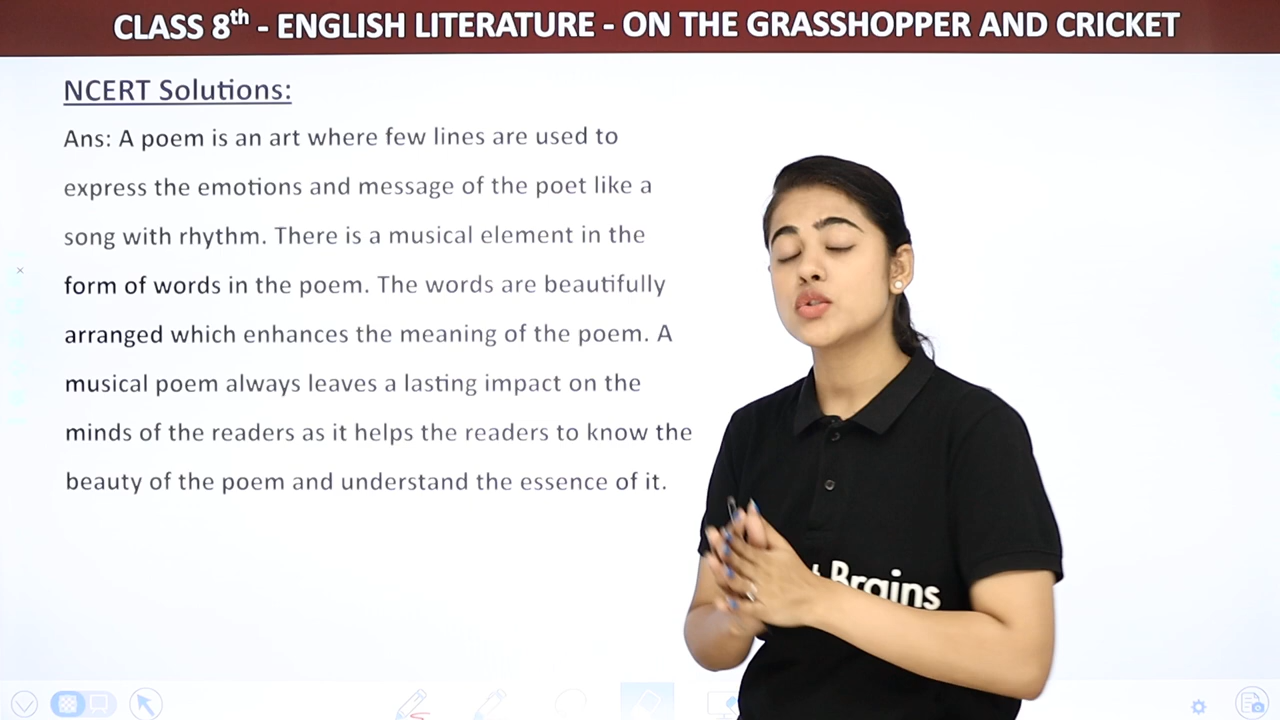 CLASS 8th - ENGLISH LITERATURE - ON THE GRASSHOPPER AND CRICKET
NCERT Solutions:
Ans: A poem is an art where few lines are used to
express the emotions and message of the poet like a
song with rhythm. There is a musical element in the
form of words in the poem. The words are beautifully
arranged which enhances the meaning of the poem. A
musical poem always leaves a lasting impact on the
minds of the readers as it helps the readers to know the
beauty of the poem and understand the essence of it.
Brains